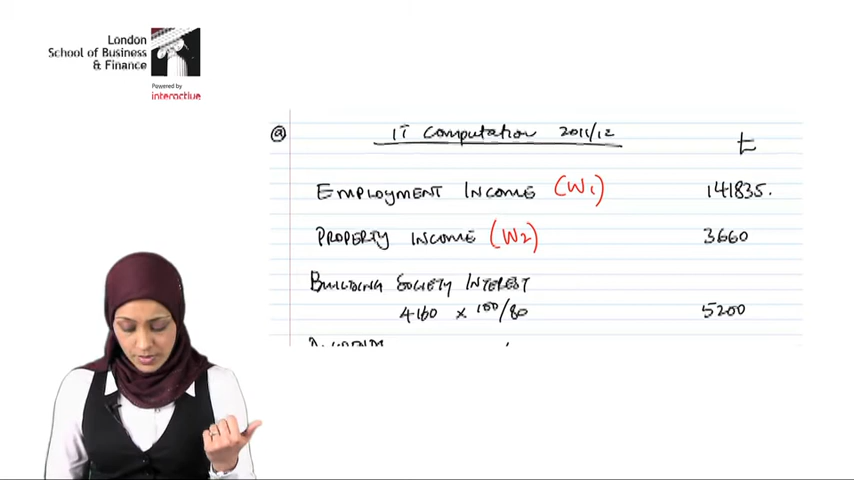 London
School of Business
& Finance
Powered by
interactive
(a) IT Computation 2011/12 £
EMPLOYMENT INCOME (W1) 141835.
PROPERTY INCOME (W2) 3660
BUILDING SOCIETY INTEREST
4160 x 100/80 5200